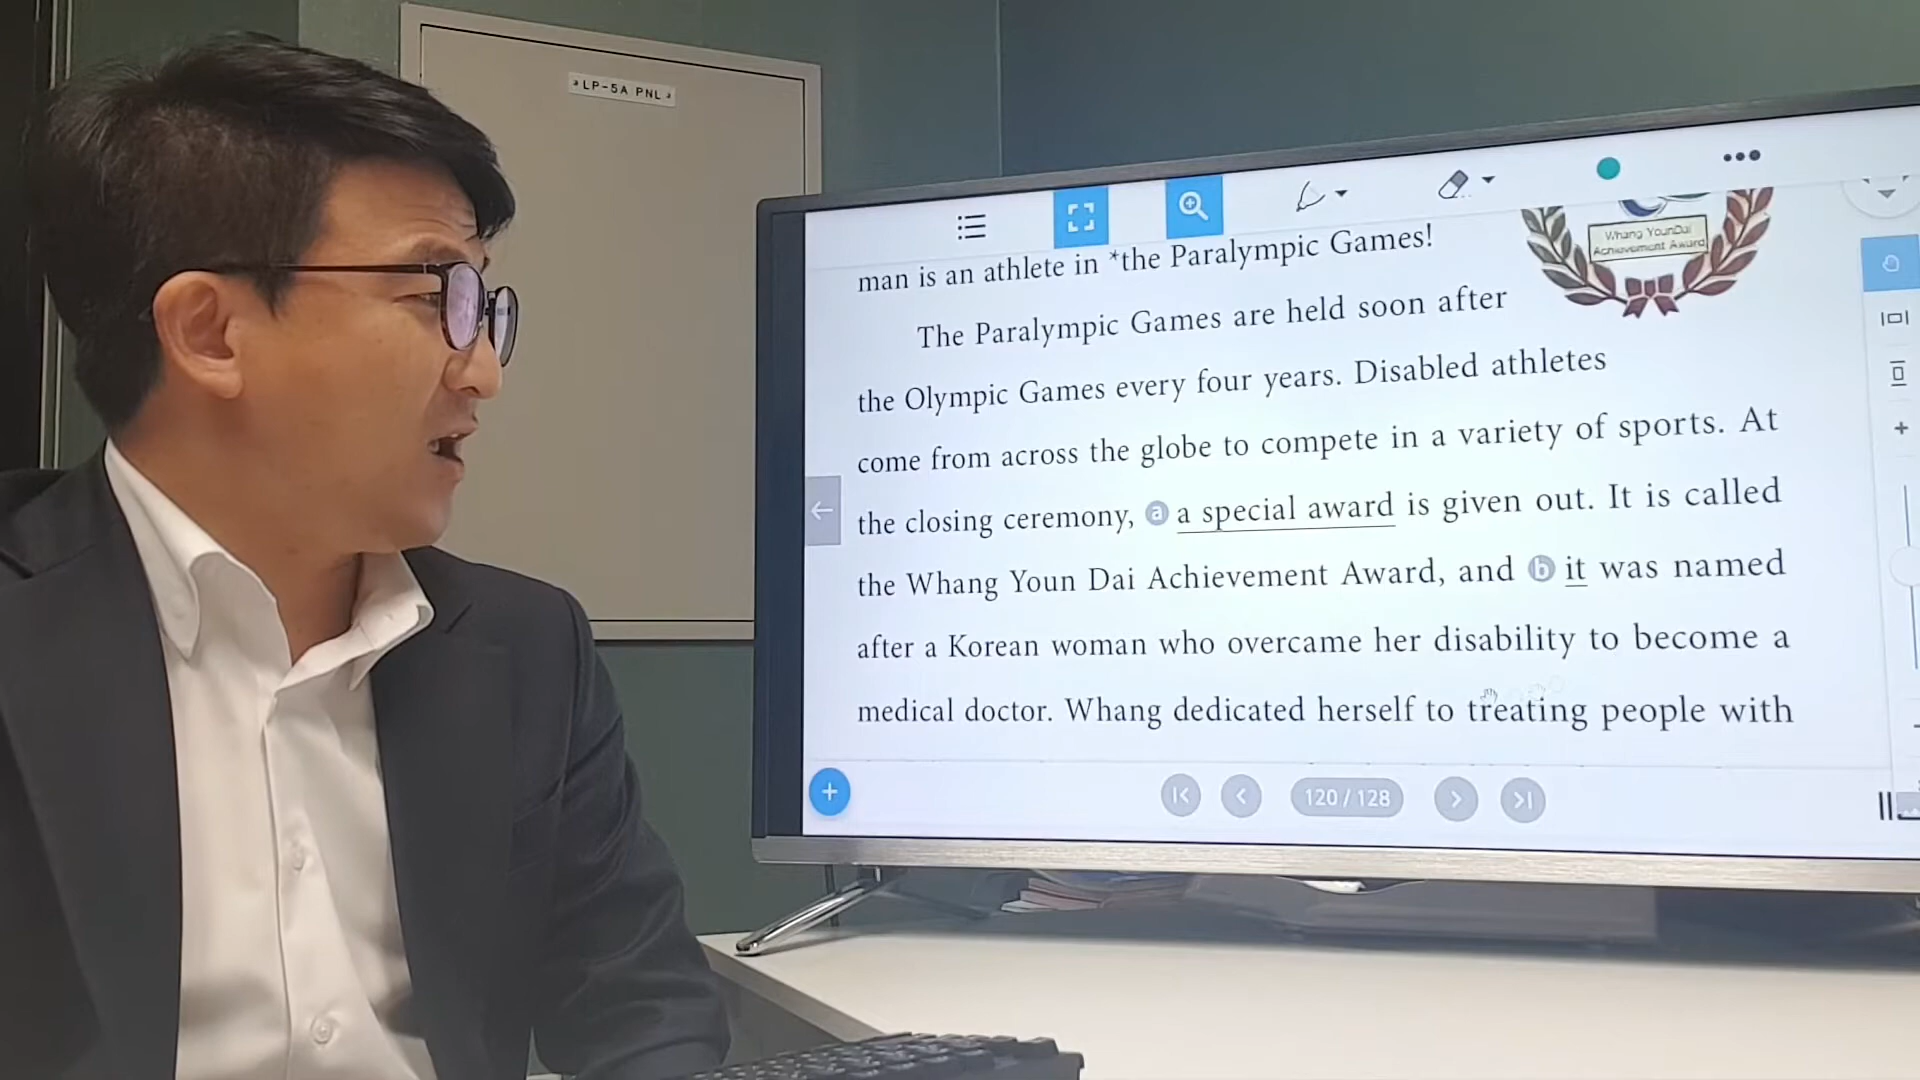 LP-5A PNL
Whang YounDai
Achievement Award
man is an athlete in *the Paralympic Games!
The Paralympic Games are held soon after
the Olympic Games every four years. Disabled athletes
come from across the globe to compete in a variety of sports. At
the closing ceremony, ⓐ a special award is given out. It is called
the Whang Youn Dai Achievement Award, and ⓑ it was named
after a Korean woman who overcame her disability to become a
medical doctor. Whang dedicated herself to treating people with
120 / 128